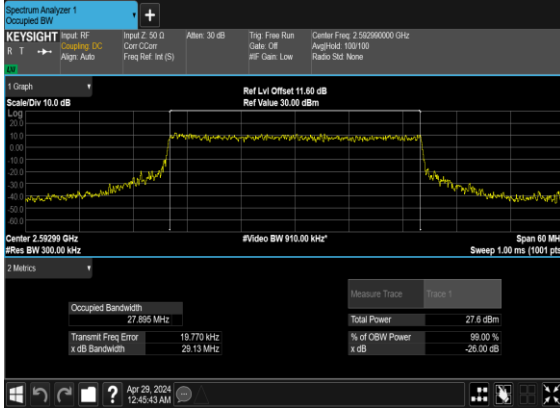 Spectrum Analyzer 1
Occupied BW
+
KEYSIGHT Input: RF Input Z: 50 Ω Atten: 30 dB Trig: Free Run Center Freq: 2.592990000 GHz
R T Coupling: DC Corr CCorr Gate: Off Avg|Hold: 100/100
Align: Auto Freq Ref: Int (S) #IF Gain: Low Radio Std: None
LXI
1 Graph
Ref Lvl Offset 11.60 dB
Scale/Div 10.0 dB Ref Value 30.00 dBm
Log
20.0
10.0
0.00
-10.0
-20.0
-30.0
-40.0
-50.0
-60.0
Center 2.59299 GHz #Video BW 910.00 kHz* Span 60 MH
#Res BW 300.00 kHz Sweep 1.00 ms (1001 pts
2 Metrics
Measure Trace Trace 1
Occupied Bandwidth
27.895 MHz Total Power 27.6 dBm
Transmit Freq Error 19.770 kHz % of OBW Power 99.00 %
x dB Bandwidth 29.13 MHz x dB -26.00 dB
? Apr 29, 2024
12:45:43 AM